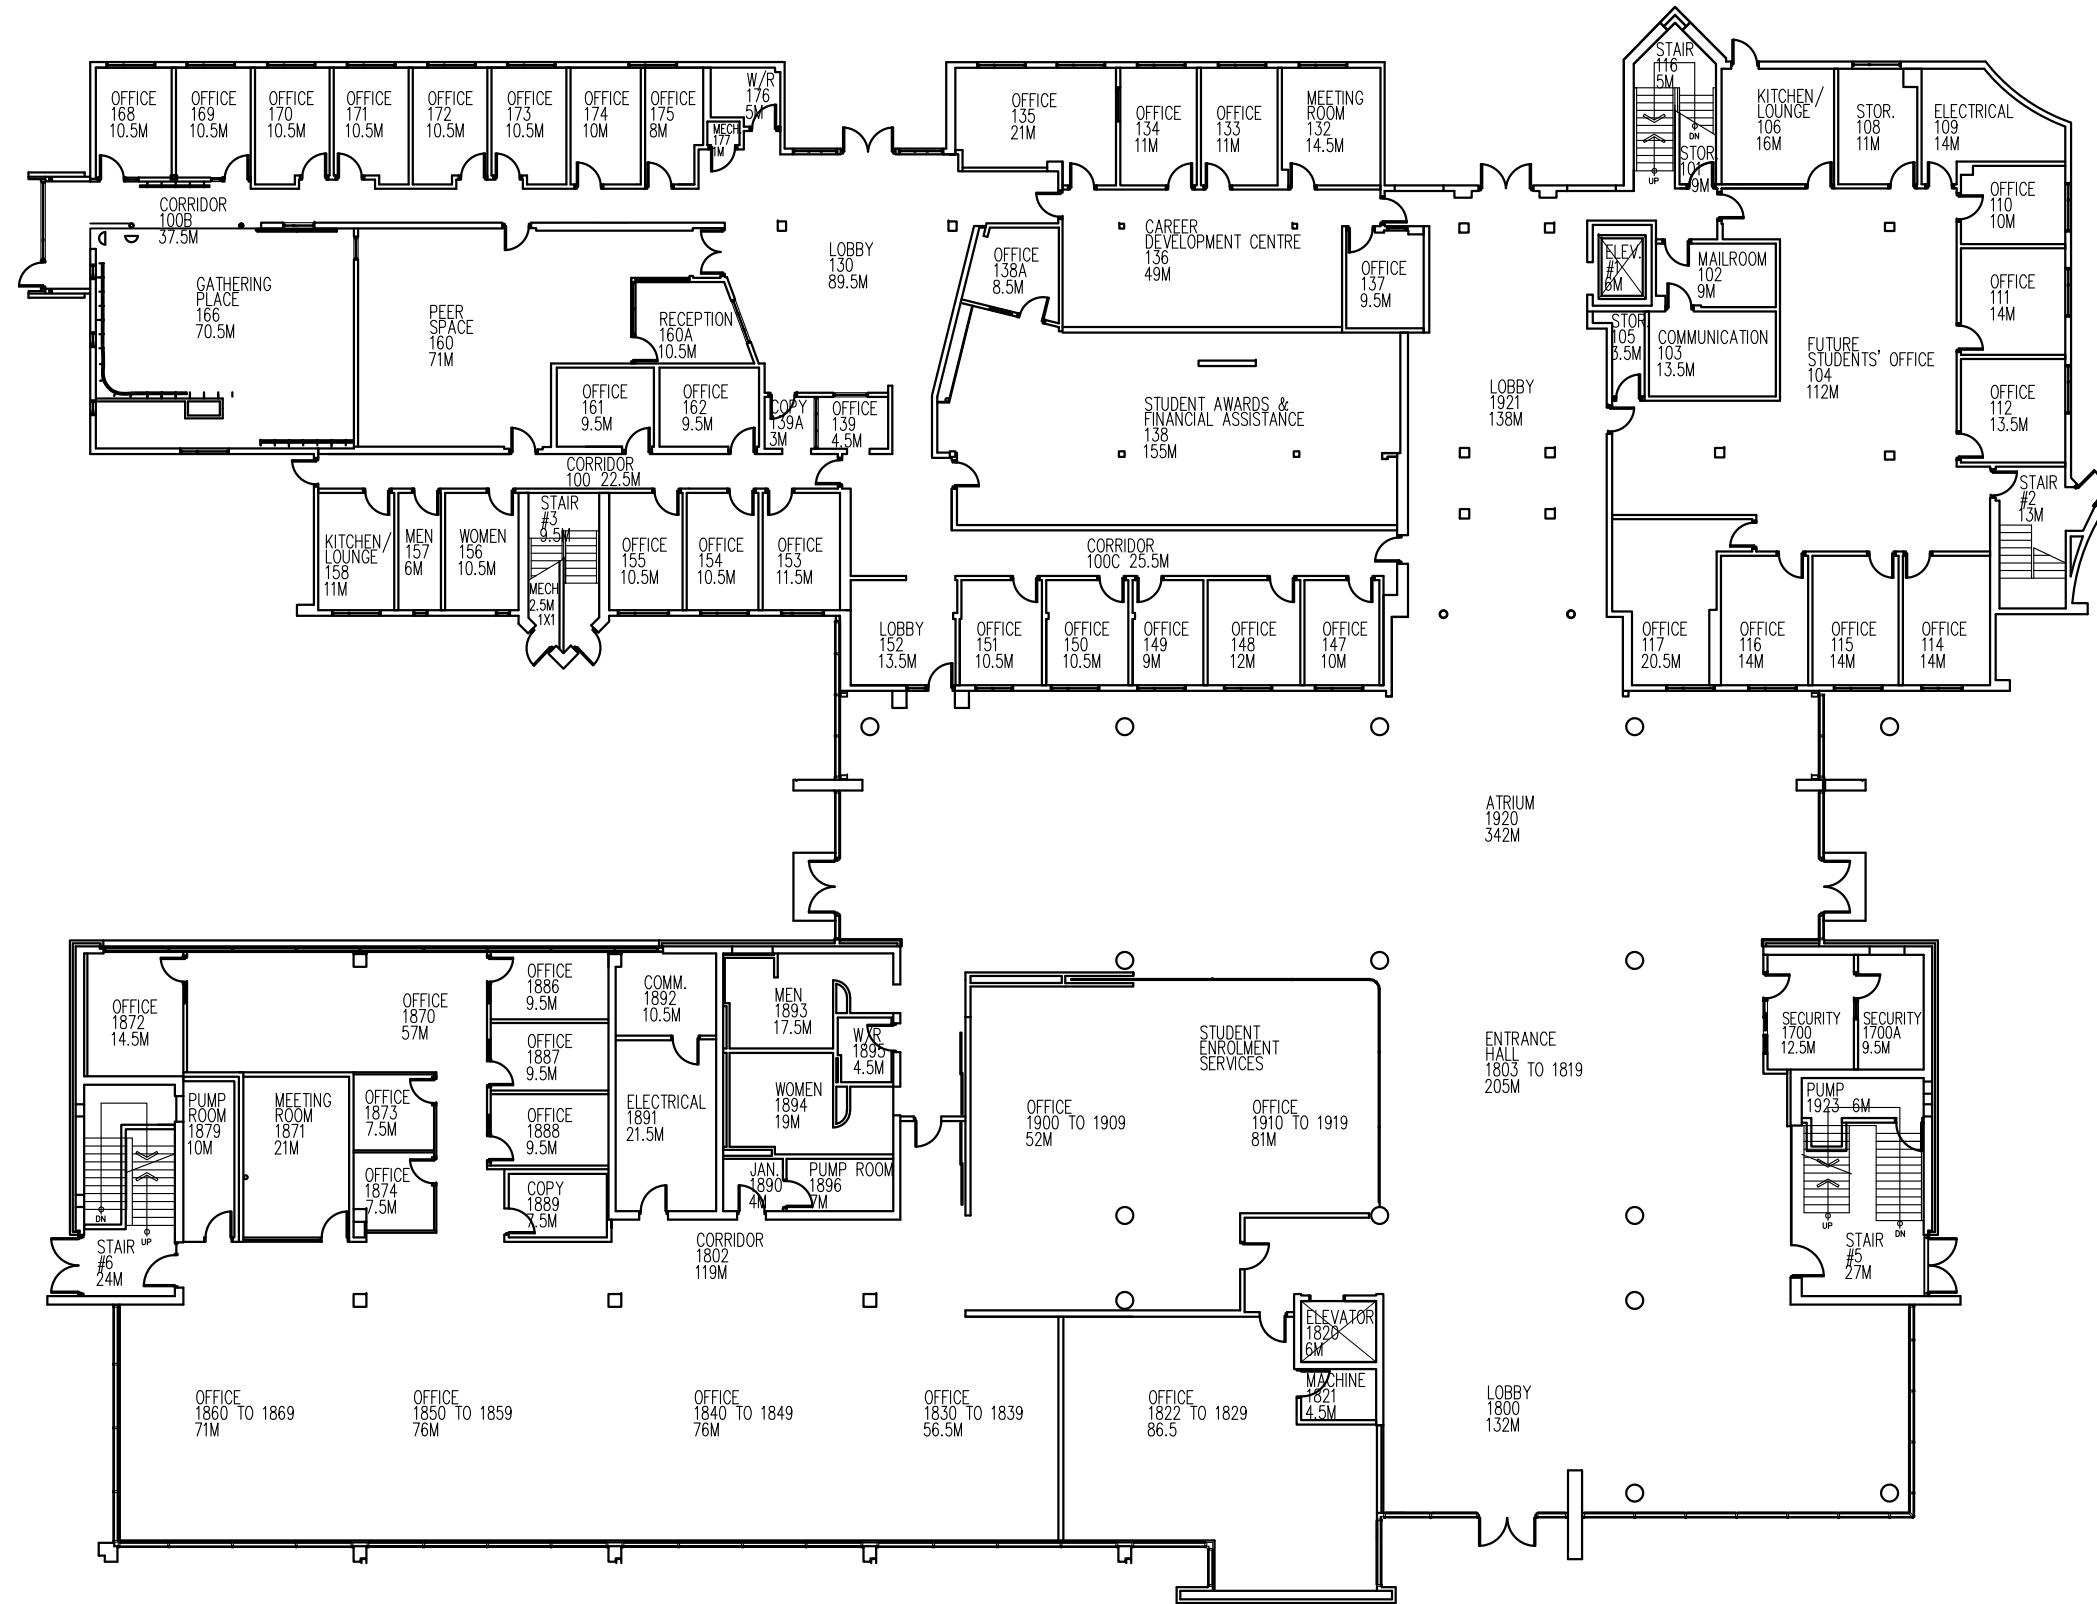 OFFICE
168
10.5M
OFFICE
169
10.5M
OFFICE
170
10.5M
OFFICE
171
10.5M
OFFICE
172
10.5M
OFFICE
173
10.5M
OFFICE
174
10M
OFFICE
175
8M
W/R
176
5M
MECH.
177
1M
OFFICE
135
21M
OFFICE
134
11M
OFFICE
133
11M
MEETING
ROOM
132
14.5M
STAIR
116
5M
UP
DN
STOR.
101
9M
KITCHEN/
LOUNGE
106
16M
STOR.
108
11M
ELECTRICAL
109
14M
OFFICE
110
10M
CORRIDOR
100B
37.5M
GATHERING
PLACE
166
70.5M
PEER
SPACE
160
71M
RECEPTION
160A
10.5M
LOBBY
130
89.5M
OFFICE
138A
8.5M
CAREER
DEVELOPMENT CENTRE
136
49M
OFFICE
137
9.5M
ELEV.
#1
6M
MAILROOM
102
9M
OFFICE
111
14M
STOR.
105
3.5M
COMMUNICATION
103
13.5M
FUTURE
STUDENTS' OFFICE
104
112M
OFFICE
112
13.5M
OFFICE
161
9.5M
OFFICE
162
9.5M
COPY
139A
3M
OFFICE
139
4.5M
STUDENT AWARDS &
FINANCIAL ASSISTANCE
138
155M
LOBBY
1921
138M
CORRIDOR
100 22.5M
STAIR
#2
13M
KITCHEN/
LOUNGE
158
11M
MEN
157
6M
WOMEN
156
10.5M
STAIR
#3
9.5M
MECH
2.5M
1X1
OFFICE
155
10.5M
OFFICE
154
10.5M
OFFICE
153
11.5M
CORRIDOR
100C 25.5M
LOBBY
152
13.5M
OFFICE
151
10.5M
OFFICE
150
10.5M
OFFICE
149
9M
OFFICE
148
12M
OFFICE
147
10M
OFFICE
117
20.5M
OFFICE
116
14M
OFFICE
115
14M
OFFICE
114
14M
ATRIUM
1920
342M
OFFICE
1872
14.5M
OFFICE
1870
57M
OFFICE
1886
9.5M
OFFICE
1887
9.5M
OFFICE
1888
9.5M
COPY
1889
7.5M
COMM.
1892
10.5M
MEN
1893
17.5M
W/R
1895
4.5M
ELECTRICAL
1891
21.5M
WOMEN
1894
19M
JAN.
1890
4M
PUMP ROOM
1896
7M
PUMP
ROOM
1879
10M
MEETING
ROOM
1871
21M
OFFICE
1873
7.5M
OFFICE
1874
7.5M
DN
UP
STAIR
#6
24M
CORRIDOR
1802
119M
STUDENT
ENROLMENT
SERVICES
OFFICE
1900 TO 1909
52M
OFFICE
1910 TO 1919
81M
ENTRANCE
HALL
1803 TO 1819
205M
SECURITY
1700
12.5M
SECURITY
1700A
9.5M
PUMP
1923 6M
UP
DN
STAIR
#5
27M
ELEVATOR
1820
6M
MACHINE
1821
4.5M
OFFICE
1860 TO 1869
71M
OFFICE
1850 TO 1859
76M
OFFICE
1840 TO 1849
76M
OFFICE
1830 TO 1839
56.5M
OFFICE
1822 TO 1829
86.5
LOBBY
1800
132M